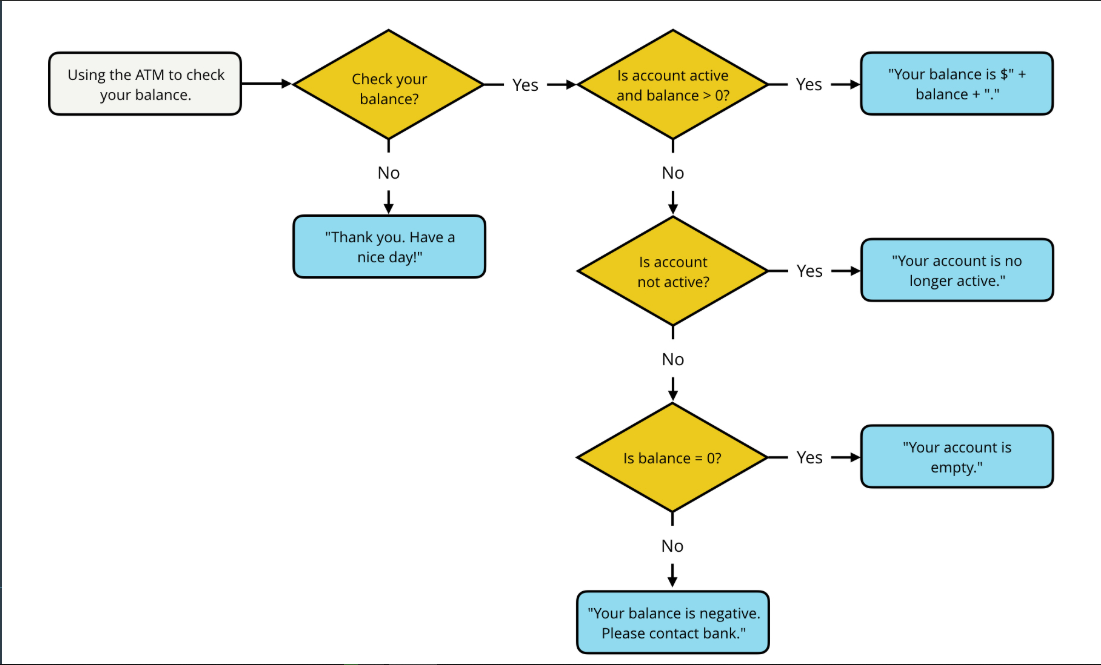 Using the ATM to check
your balance.
Check your
balance?
Yes
Is account active
and balance > 0?
Yes
"Your balance is $" +
balance + "."
No
No
"Thank you. Have a
nice day!"
Is account
not active?
Yes
"Your account is no
longer active."
No
Is balance = 0?
Yes
"Your account is
empty."
No
"Your balance is negative.
Please contact bank."